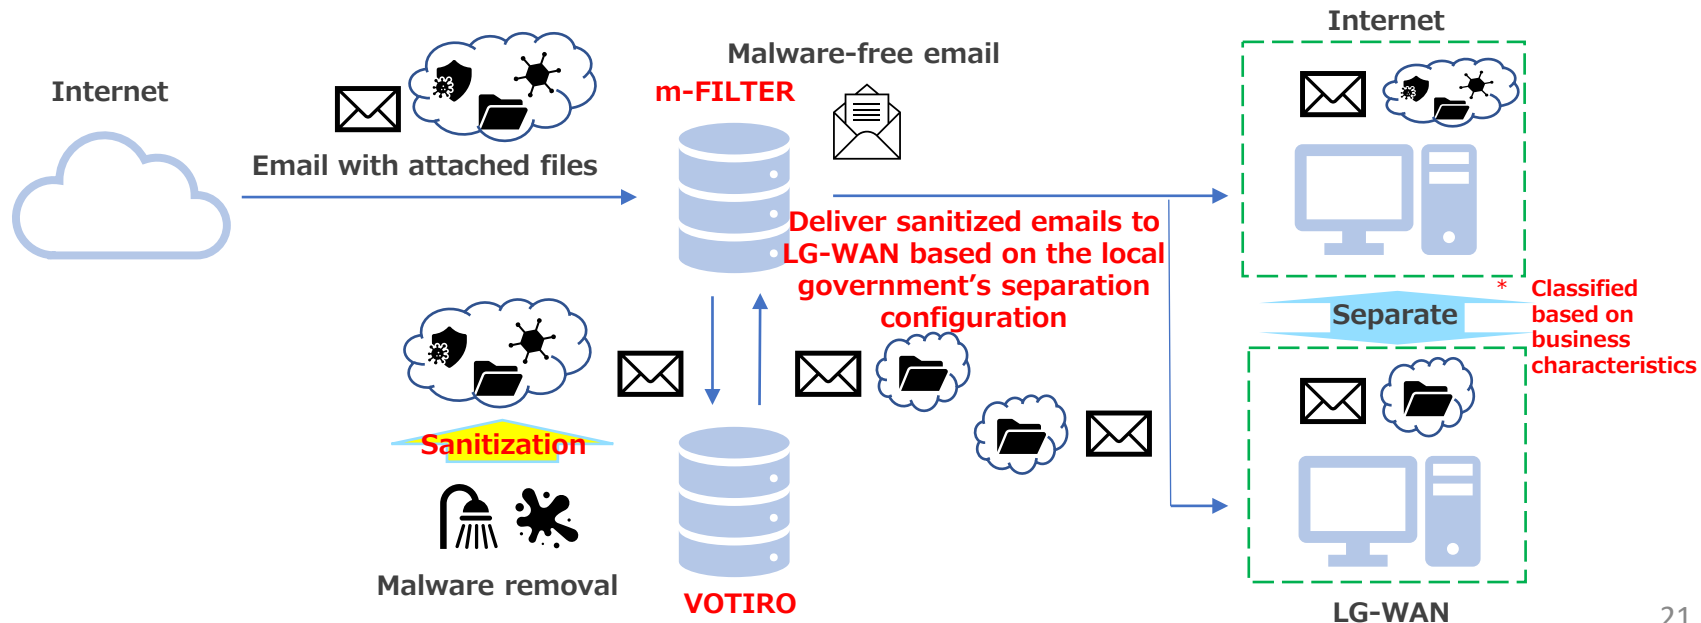 Internet
Malware-free email
Internet
m-FILTER
Email with attached files
Deliver sanitized emails to
LG-WAN based on the local
government’s separation
configuration
* Classified
based on
business
characteristics
Separate
Sanitization
Malware removal
VOTIRO
LG-WAN
21